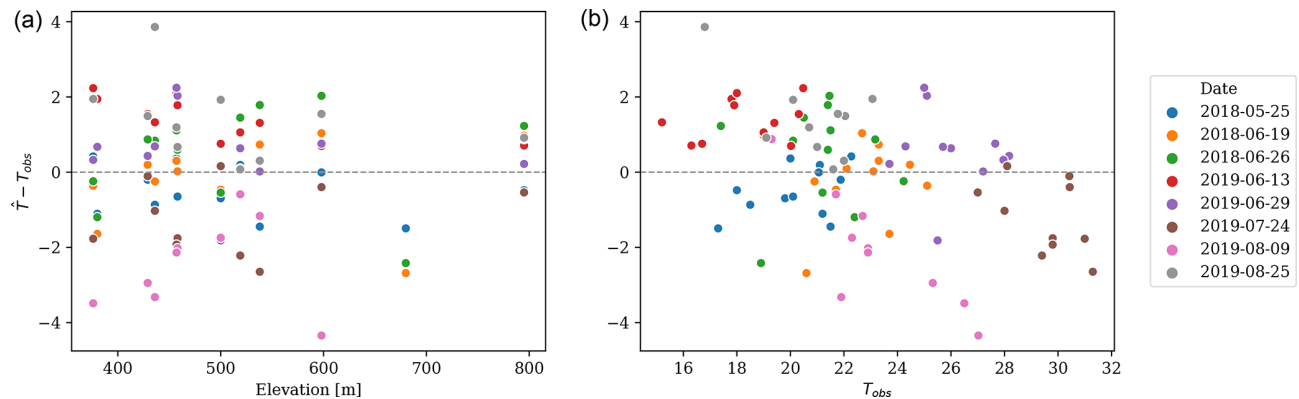 (a)
4
2
0
−2
−4
T̂ − T_obs
400 500 600 700 800
Elevation [m]
(b)
4
2
0
−2
−4
16 18 20 22 24 26 28 30 32
T_obs
Date
2018-05-25
2018-06-19
2018-06-26
2019-06-13
2019-06-29
2019-07-24
2019-08-09
2019-08-25